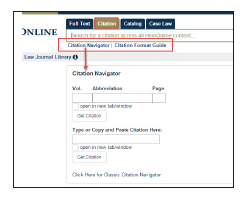 Full Text Citation Catalog Case Law
ONLINE
Search for a citation across all HeinOnline content...
Citation Navigator | Citation Format Guide
Law Journal Library
Citation Navigator
Vol. Abbreviation Page
open in new tab/window
Get Citation
Type or Copy and Paste Citation Here:
open in new tab/window
Get Citation
Click Here for Classic Citation Navigator